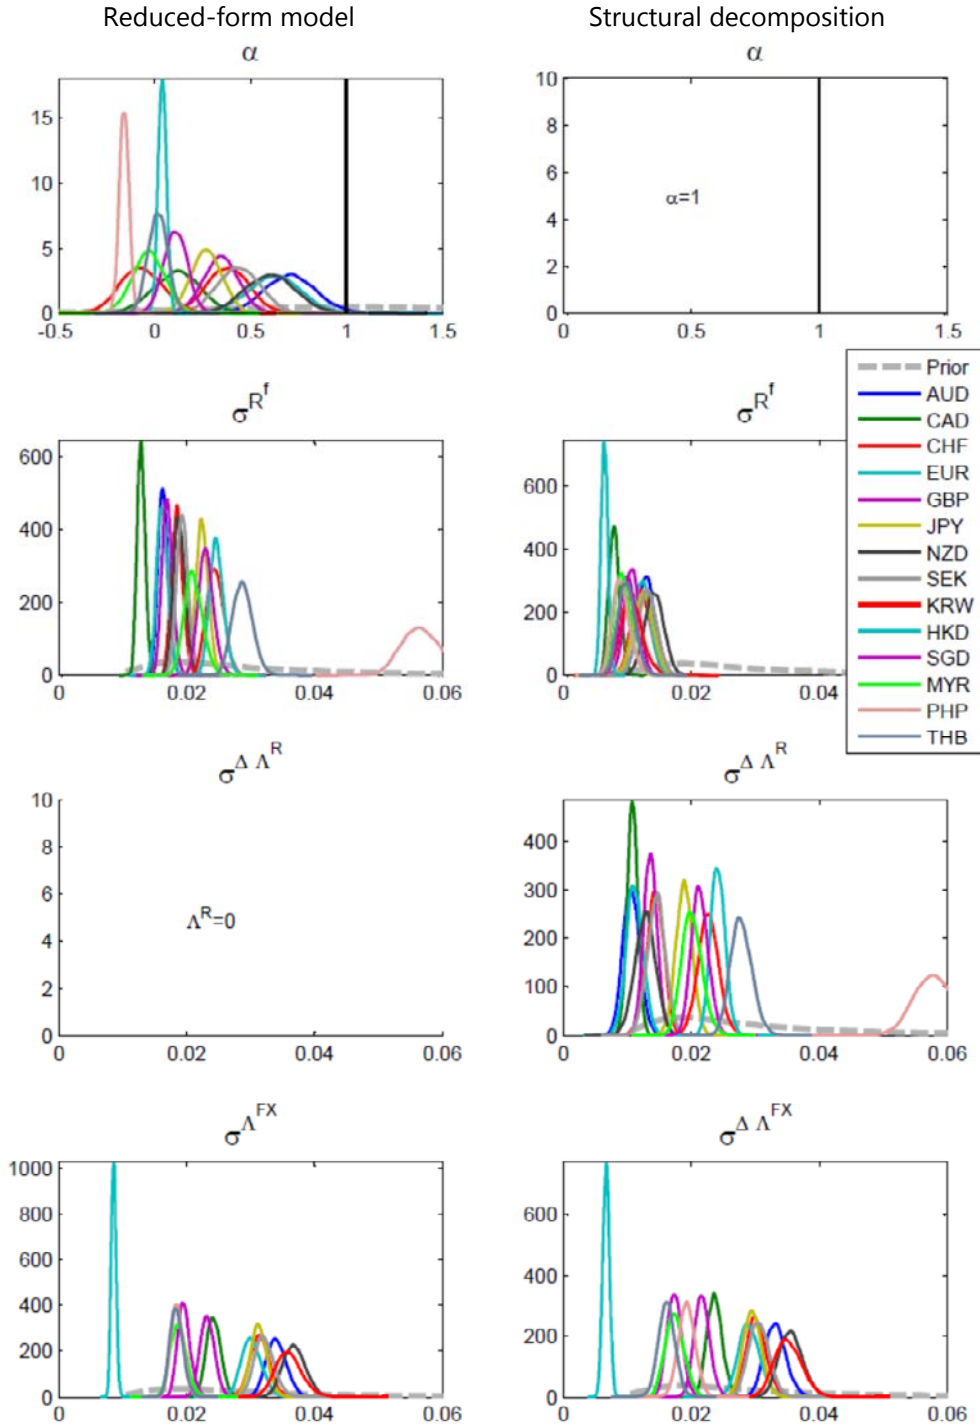 Reduced-form model Structural decomposition
α α
15
10
5
0
-0.5 0 0.5 1 1.5
10
8
6
4
2
0
α=1
0 0.5 1 1.5
Prior
AUD
CAD
CHF
EUR
GBP
JPY
NZD
SEK
KRW
HKD
SGD
MYR
PHP
THB
σ^{R^f} σ^{R^f}
600
400
200
0
0 0.02 0.04 0.06
600
400
200
0
0 0.02 0.04 0.06
σ^{Δ Λ^R} σ^{Δ Λ^R}
10
8
6
4
2
0
Λ^R=0
0 0.02 0.04 0.06
400
300
200
100
0
0 0.02 0.04 0.06
σ^{Λ^{FX}} σ^{Δ Λ^{FX}}
1000
800
600
400
200
0
0 0.02 0.04 0.06
600
400
200
0
0 0.02 0.04 0.06